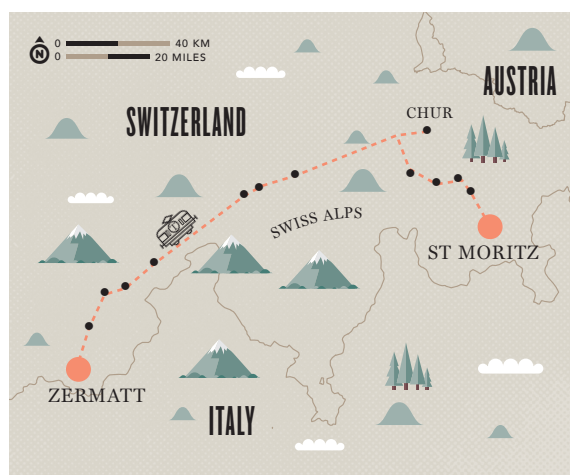 0 40 KM
0 20 MILES
N
AUSTRIA
SWITZERLAND
CHUR
SWISS ALPS
ST MORITZ
ZERMATT
ITALY